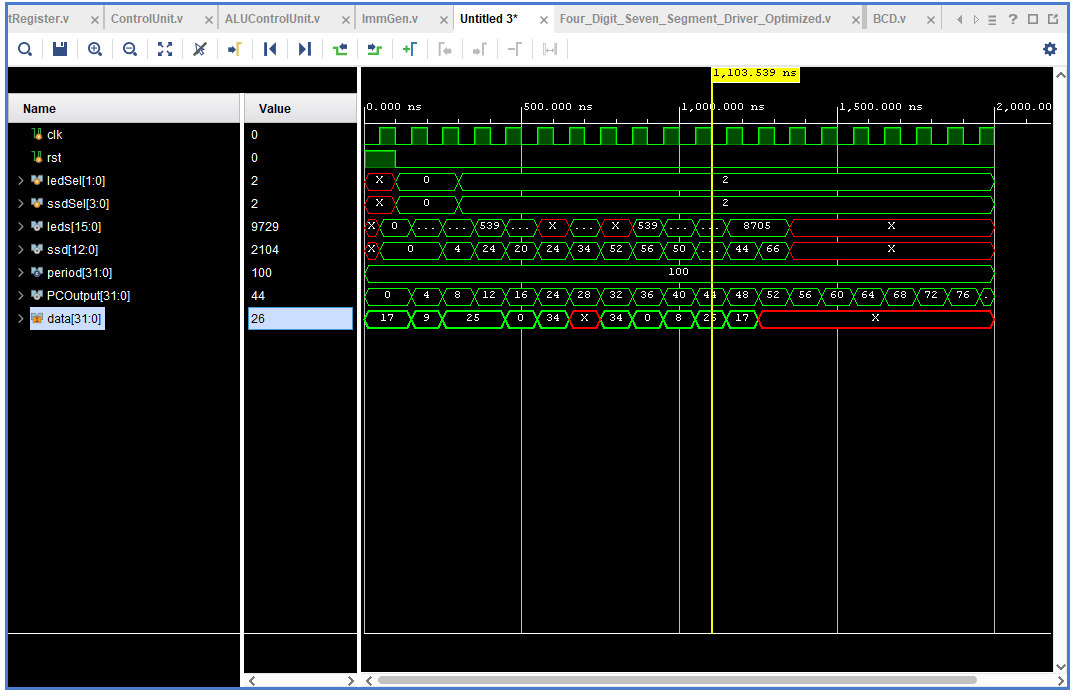 tRegister.v ControlUnit.v ALUControlUnit.v ImmGen.v Untitled 3* Four_Digit_Seven_Segment_Driver_Optimized.v BCD.v
1,103.539 ns
Name Value 0.000 ns 500.000 ns 1,000.000 ns 1,500.000 ns 2,000.00
clk 0
rst 0
ledSel[1:0] 2 X 0 2
ssdSel[3:0] 2 X 0 2
leds[15:0] 9729 X 0 ... ... 539 ... X ... X 539 ... ... 8705 X
ssd[12:0] 2104 X 0 4 24 20 24 34 52 56 50 ... 44 66 X
period[31:0] 100 100
PCOutput[31:0] 44 0 4 8 12 16 24 28 32 36 40 44 48 52 56 60 64 68 72 76 .
data[31:0] 26 17 9 25 0 34 X 34 0 8 26 17 X